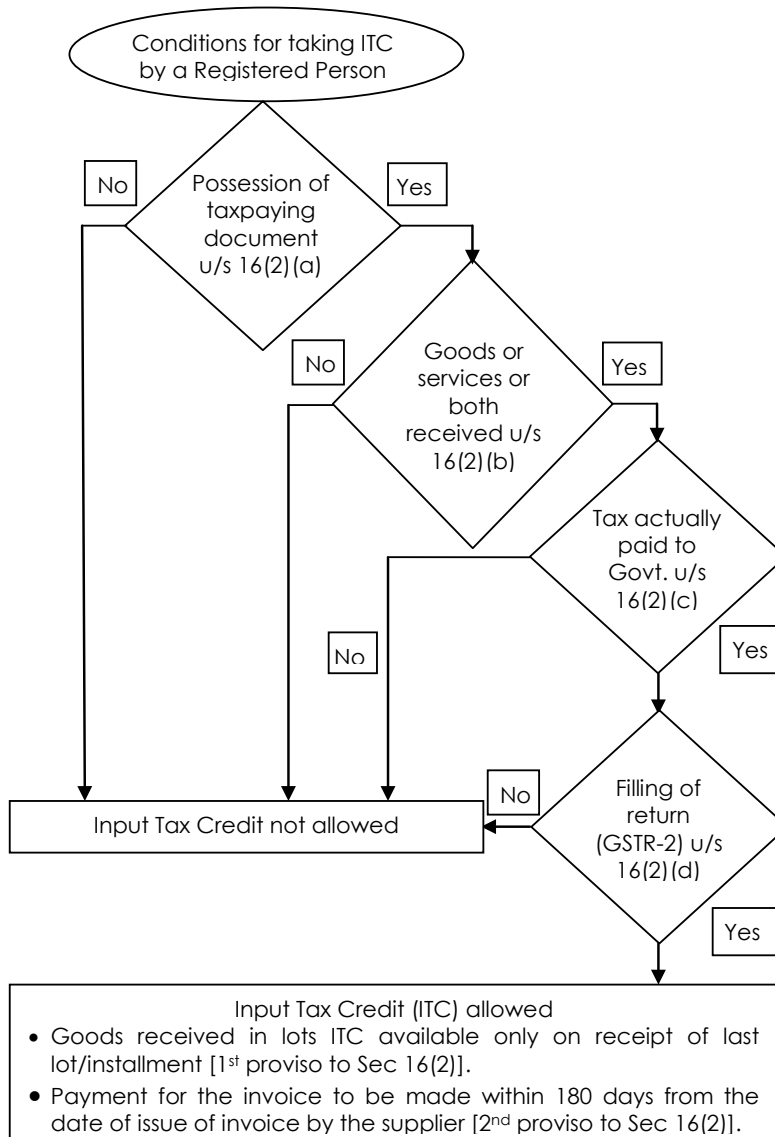 Conditions for taking ITC
by a Registered Person
No
Possession of
taxpaying
document
u/s 16(2)(a)
Yes
No
Goods or
services or
both
received u/s
16(2)(b)
Yes
Tax actually
paid to
Govt. u/s
16(2)(c)
No
Yes
Input Tax Credit not allowed
No
Filling of
return
(GSTR-2) u/s
16(2)(d)
Yes
Input Tax Credit (ITC) allowed
• Goods received in lots ITC available only on receipt of last
lot/installment [1st proviso to Sec 16(2)].
• Payment for the invoice to be made within 180 days from the
date of issue of invoice by the supplier [2nd proviso to Sec 16(2)].